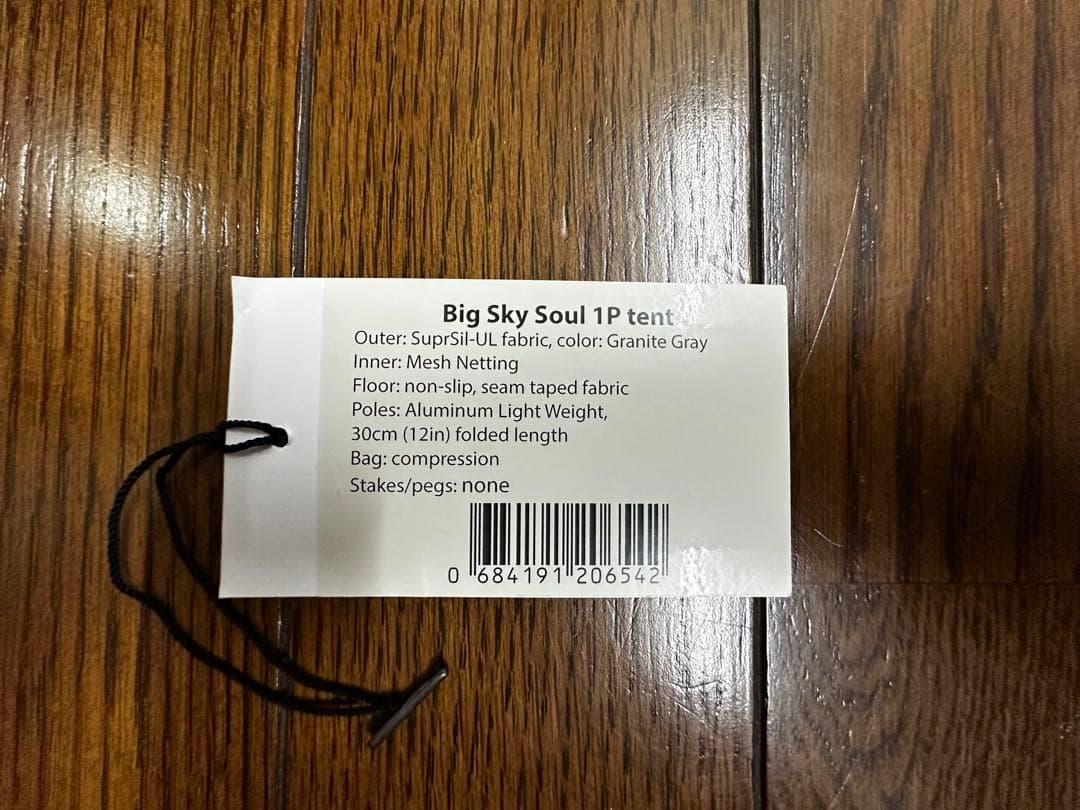 Big Sky Soul 1P tent
Outer: SuprSil-UL fabric, color: Granite Gray
Inner: Mesh Netting
Floor: non-slip, seam taped fabric
Poles: Aluminum Light Weight,
30cm (12in) folded length
Bag: compression
Stakes/pegs: none
0 684191 206542